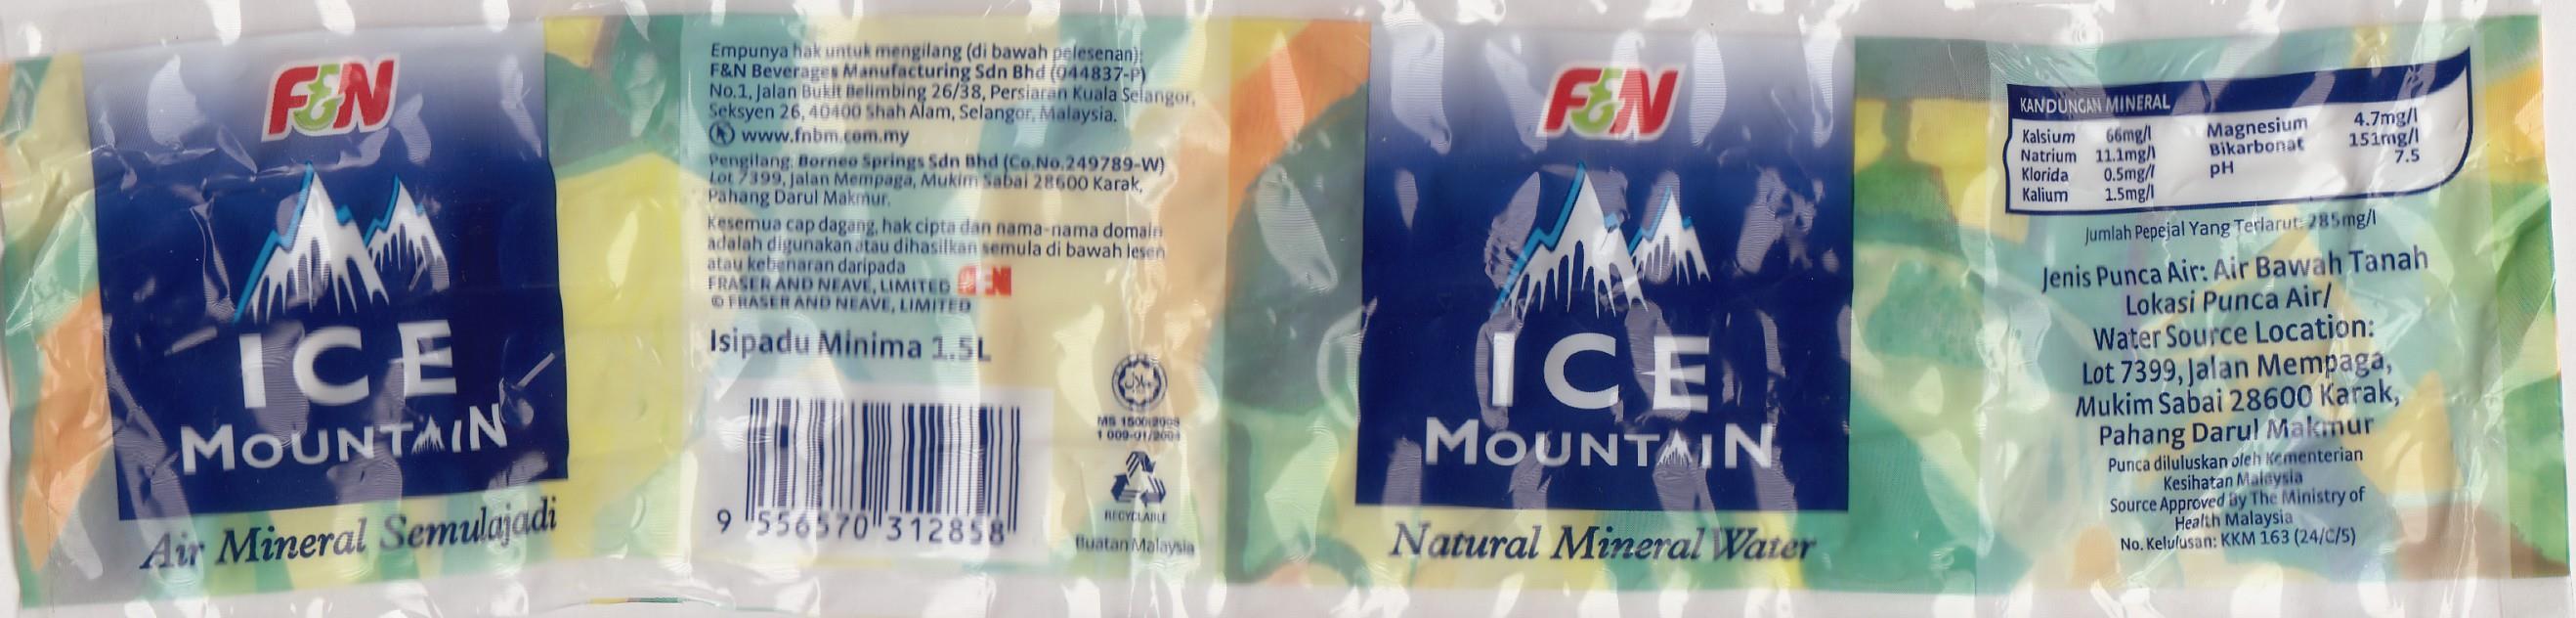 F&N
ICE
MOUNTAIN
Air Mineral Semulajadi
Empunya hak untuk mengilang (di bawah pelesenan):
F&N Beverages Manufacturing Sdn Bhd (044837-P)
No.1, Jalan Bukit Belimbing 26/38, Persiaran Kuala Selangor,
Seksyen 26, 40400 Shah Alam, Selangor, Malaysia.
www.fnbm.com.my
Pengilang: Borneo Springs Sdn Bhd (Co.No.249789-W)
Lot 7399, Jalan Mempaga, Mukim Sabai 28600 Karak,
Pahang Darul Makmur.
Kesemua cap dagang, hak cipta dan nama-nama domain
adalah digunakan atau dihasilkan semula di bawah lesen
atau kebenaran daripada
FRASER AND NEAVE, LIMITED F&N
© FRASER AND NEAVE, LIMITED
Isipadu Minima 1.5L
9 556570 312858
حلال
MS 1500:2009
1 009-01/2004
RECYCLABLE
Buatan Malaysia
F&N
ICE
MOUNTAIN
Natural Mineral Water
KANDUNGAN MINERAL
Kalsium 66mg/l Magnesium 4.7mg/l
Natrium 11.1mg/l Bikarbonat 151mg/l
Klorida 0.5mg/l pH 7.5
Kalium 1.5mg/l
Jumlah Pepejal Yang Terlarut: 285mg/l
Jenis Punca Air: Air Bawah Tanah
Lokasi Punca Air/
Water Source Location:
Lot 7399, Jalan Mempaga,
Mukim Sabai 28600 Karak,
Pahang Darul Makmur
Punca diluluskan oleh Kementerian
Kesihatan Malaysia
Source Approved By The Ministry of
Health Malaysia
No. Kelulusan: KKM 163 (24/C/5)